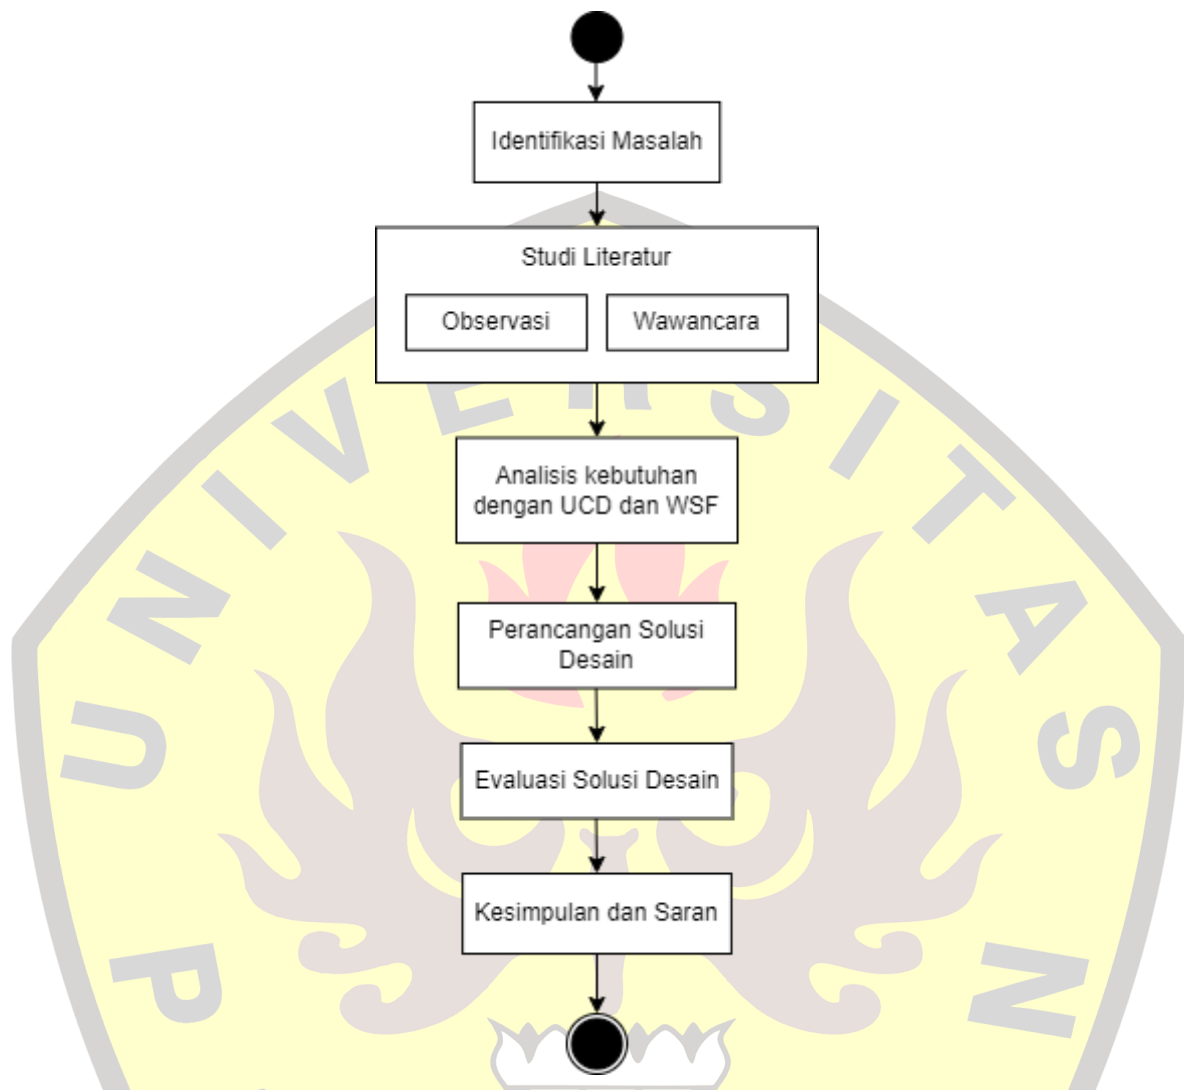 Identifikasi Masalah
Studi Literatur
Observasi
Wawancara
Analisis kebutuhan
dengan UCD dan WSF
Perancangan Solusi
Desain
Evaluasi Solusi Desain
Kesimpulan dan Saran
UNIVERSITAS
P
N